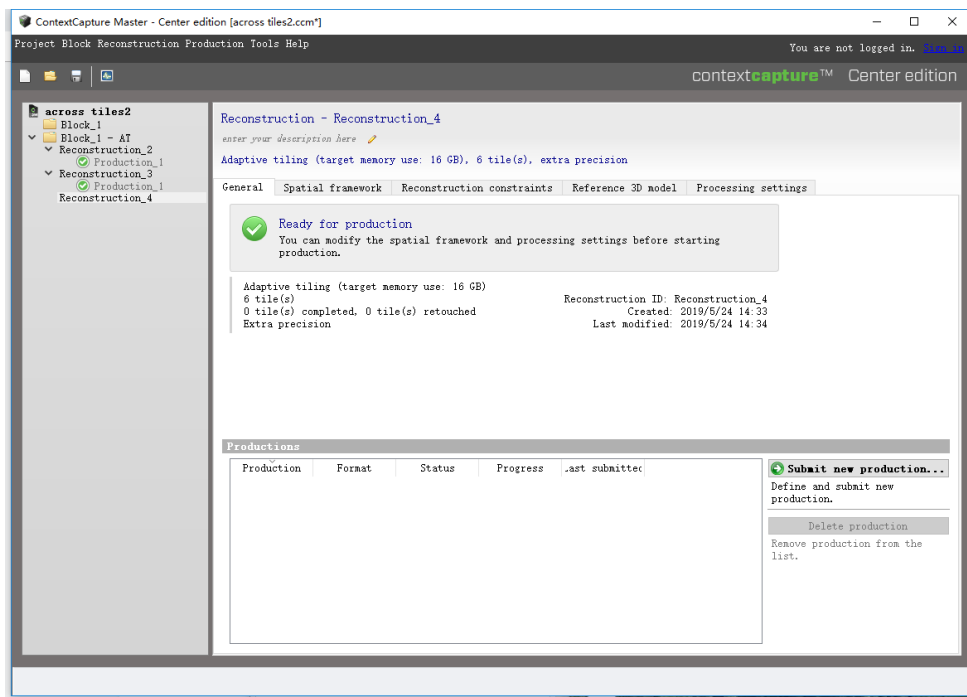 ContextCapture Master - Center edition [across tiles2.ccm*]
Project Block Reconstruction Production Tools Help
You are not logged in. Sign in
contextcapture™ Center edition
across tiles2
Block_1
Block_1 - AT
Reconstruction_2
Production_1
Reconstruction_3
Production_1
Reconstruction_4
Reconstruction - Reconstruction_4
enter your description here
Adaptive tiling (target memory use: 16 GB), 6 tile(s), extra precision
General Spatial framework Reconstruction constraints Reference 3D model Processing settings
Ready for production
You can modify the spatial framework and processing settings before starting
production.
Adaptive tiling (target memory use: 16 GB)
6 tile(s)
0 tile(s) completed, 0 tile(s) retouched
Extra precision
Reconstruction ID: Reconstruction_4
Created: 2019/5/24 14:33
Last modified: 2019/5/24 14:34
Productions
Production Format Status Progress .ast submitted
Submit new production...
Define and submit new
production.
Delete production
Remove production from the
list.